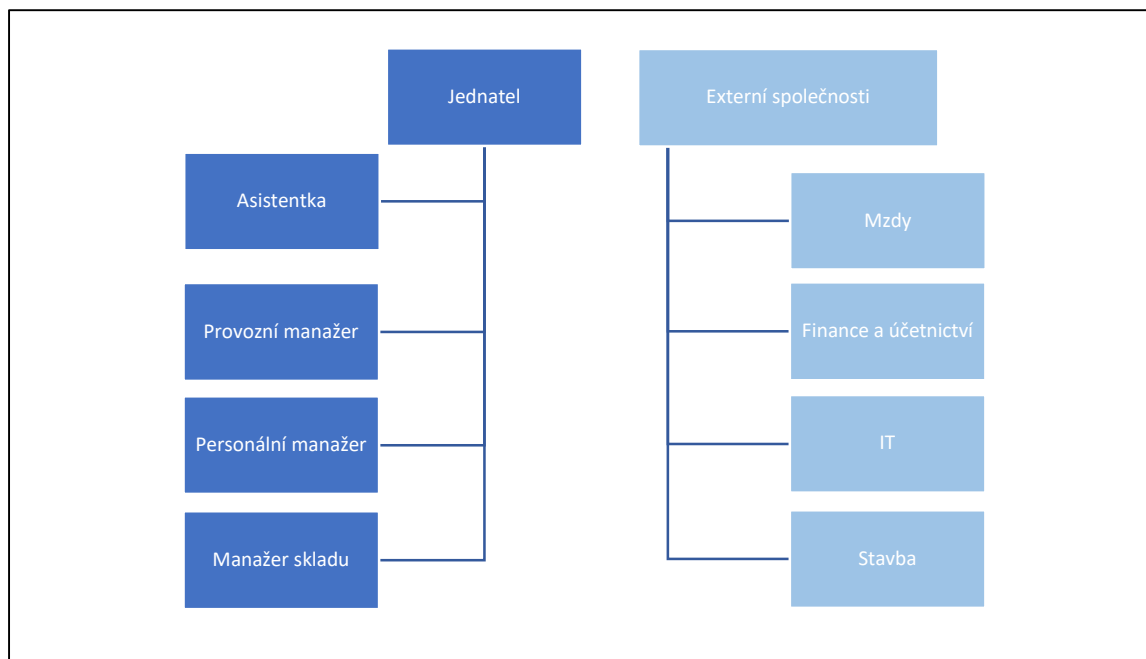 Jednatel
Externí společnosti
Asistentka
Mzdy
Provozní manažer
Finance a účetnictví
Personální manažer
IT
Manažer skladu
Stavba